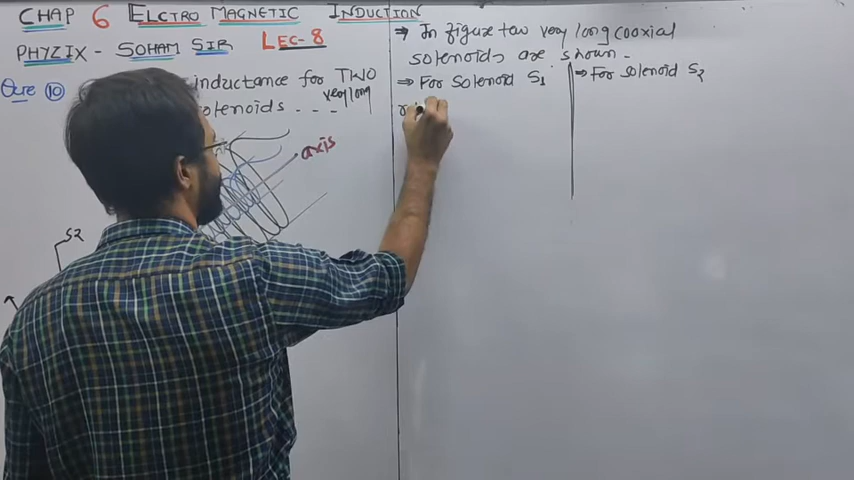 CHAP 6 ELCTRO MAGNETIC INDUCTION
PHYZIX - SOHAM SIR LEC-8
Que 10 inductance for TWO
very long
solenoids . . . -
axis
S2
⇒ In figure two very long coaxial
solenoids are shown -
⇒ For Solenoid S1
⇒ For solenoid S2